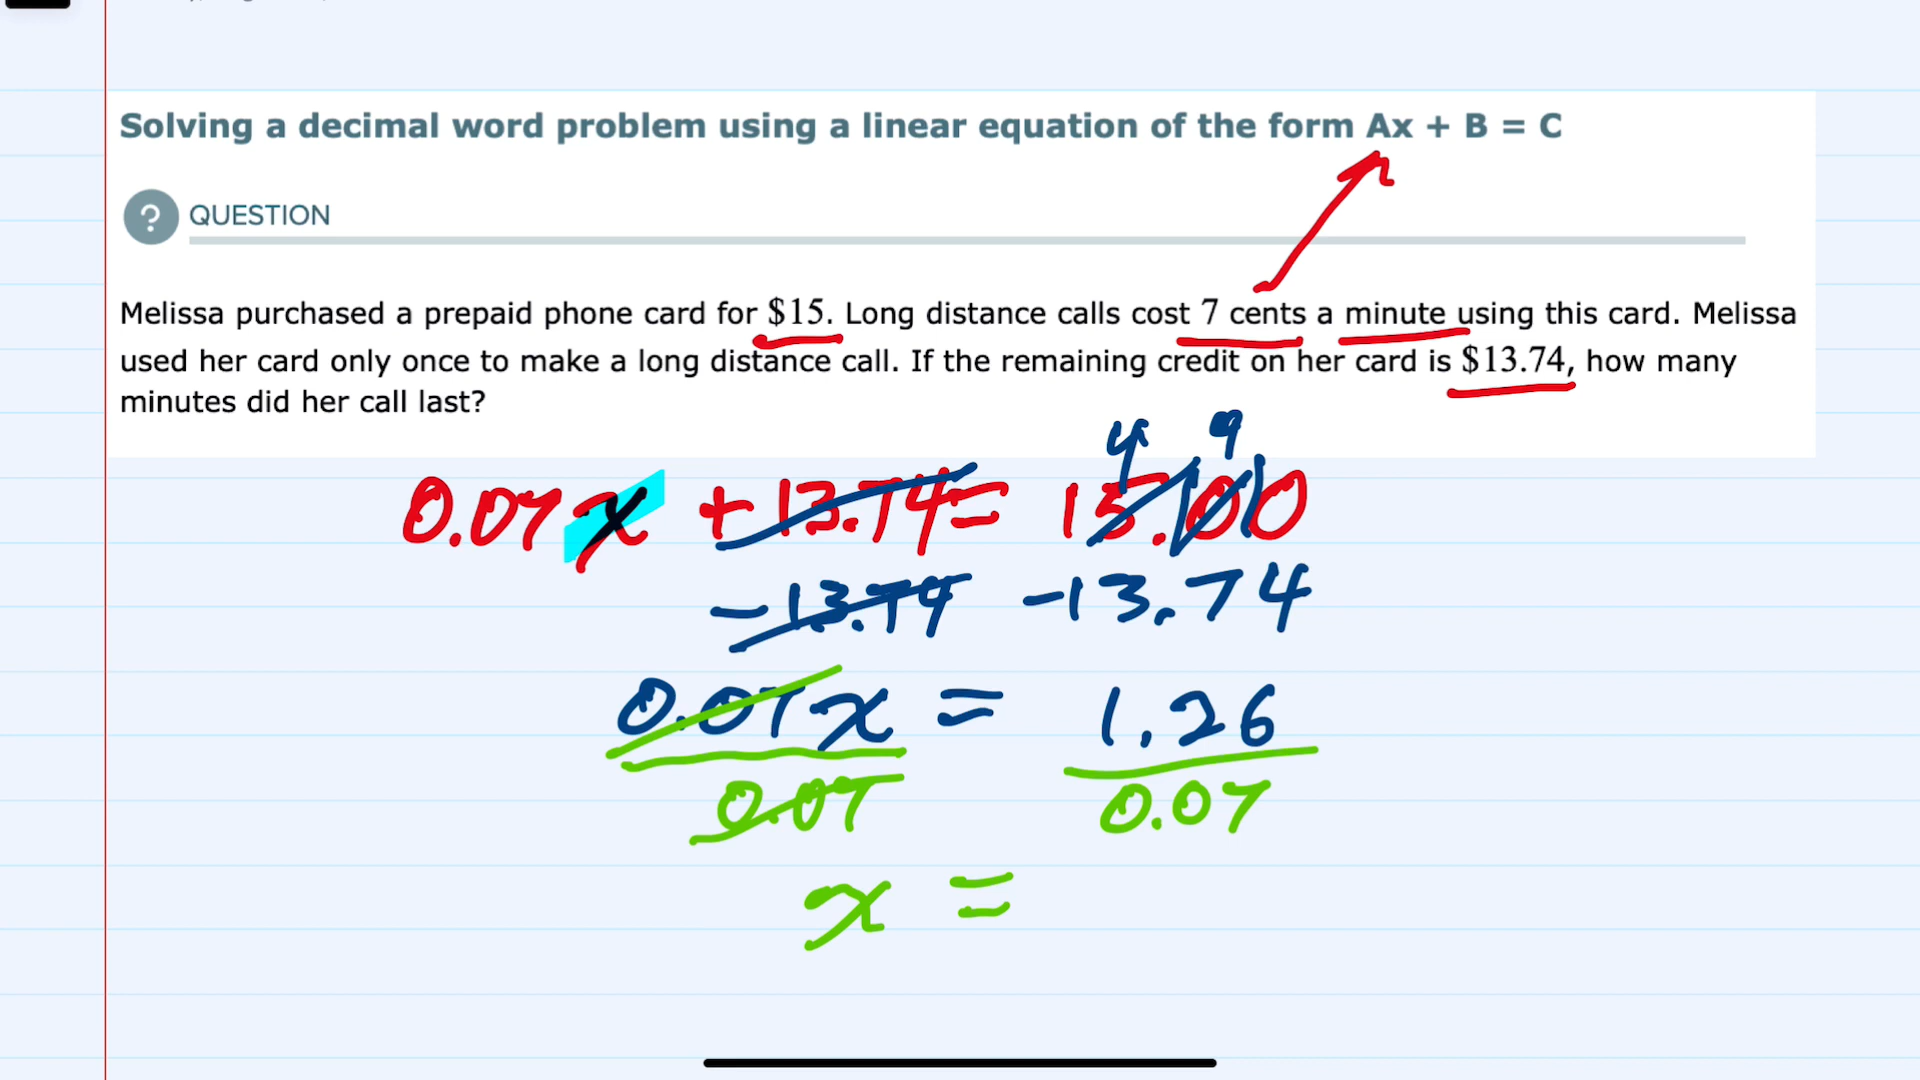 Solving a decimal word problem using a linear equation of the form Ax + B = C
? QUESTION
Melissa purchased a prepaid phone card for $15. Long distance calls cost 7 cents a minute using this card. Melissa
used her card only once to make a long distance call. If the remaining credit on her card is $13.74, how many
minutes did her call last?
4 9
0.07x + 13.74 = 15.00
- 13.74 - 13.74
0.07x = 1.26
0.07 0.07
x =